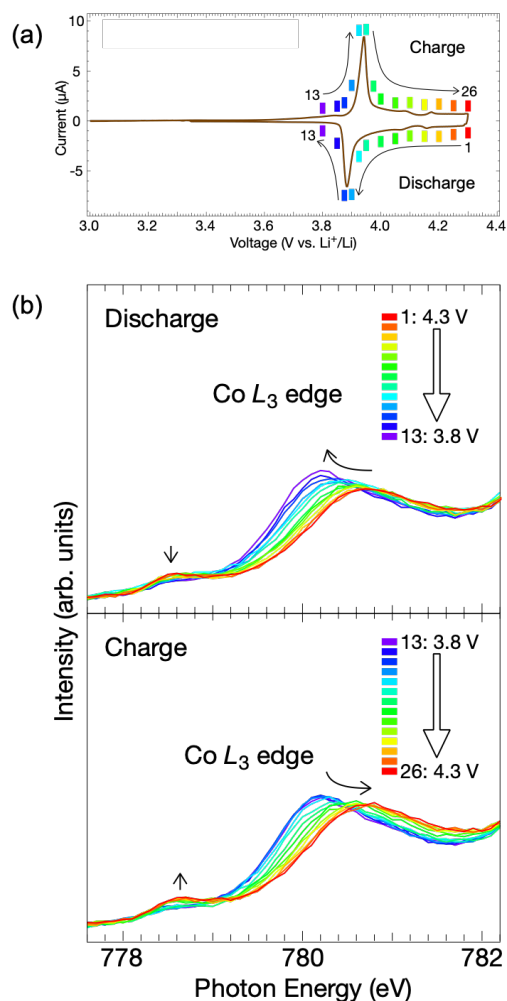 (a)
10
5
0
-5
Current (µA)
Charge
13
26
13
1
Discharge
3.0 3.2 3.4 3.6 3.8 4.0 4.2 4.4
Voltage (V vs. Li⁺/Li)
(b)
Discharge
1: 4.3 V
Co L₃ edge
13: 3.8 V
Intensity (arb. units)
Charge
13: 3.8 V
Co L₃ edge
26: 4.3 V
778 780 782
Photon Energy (eV)